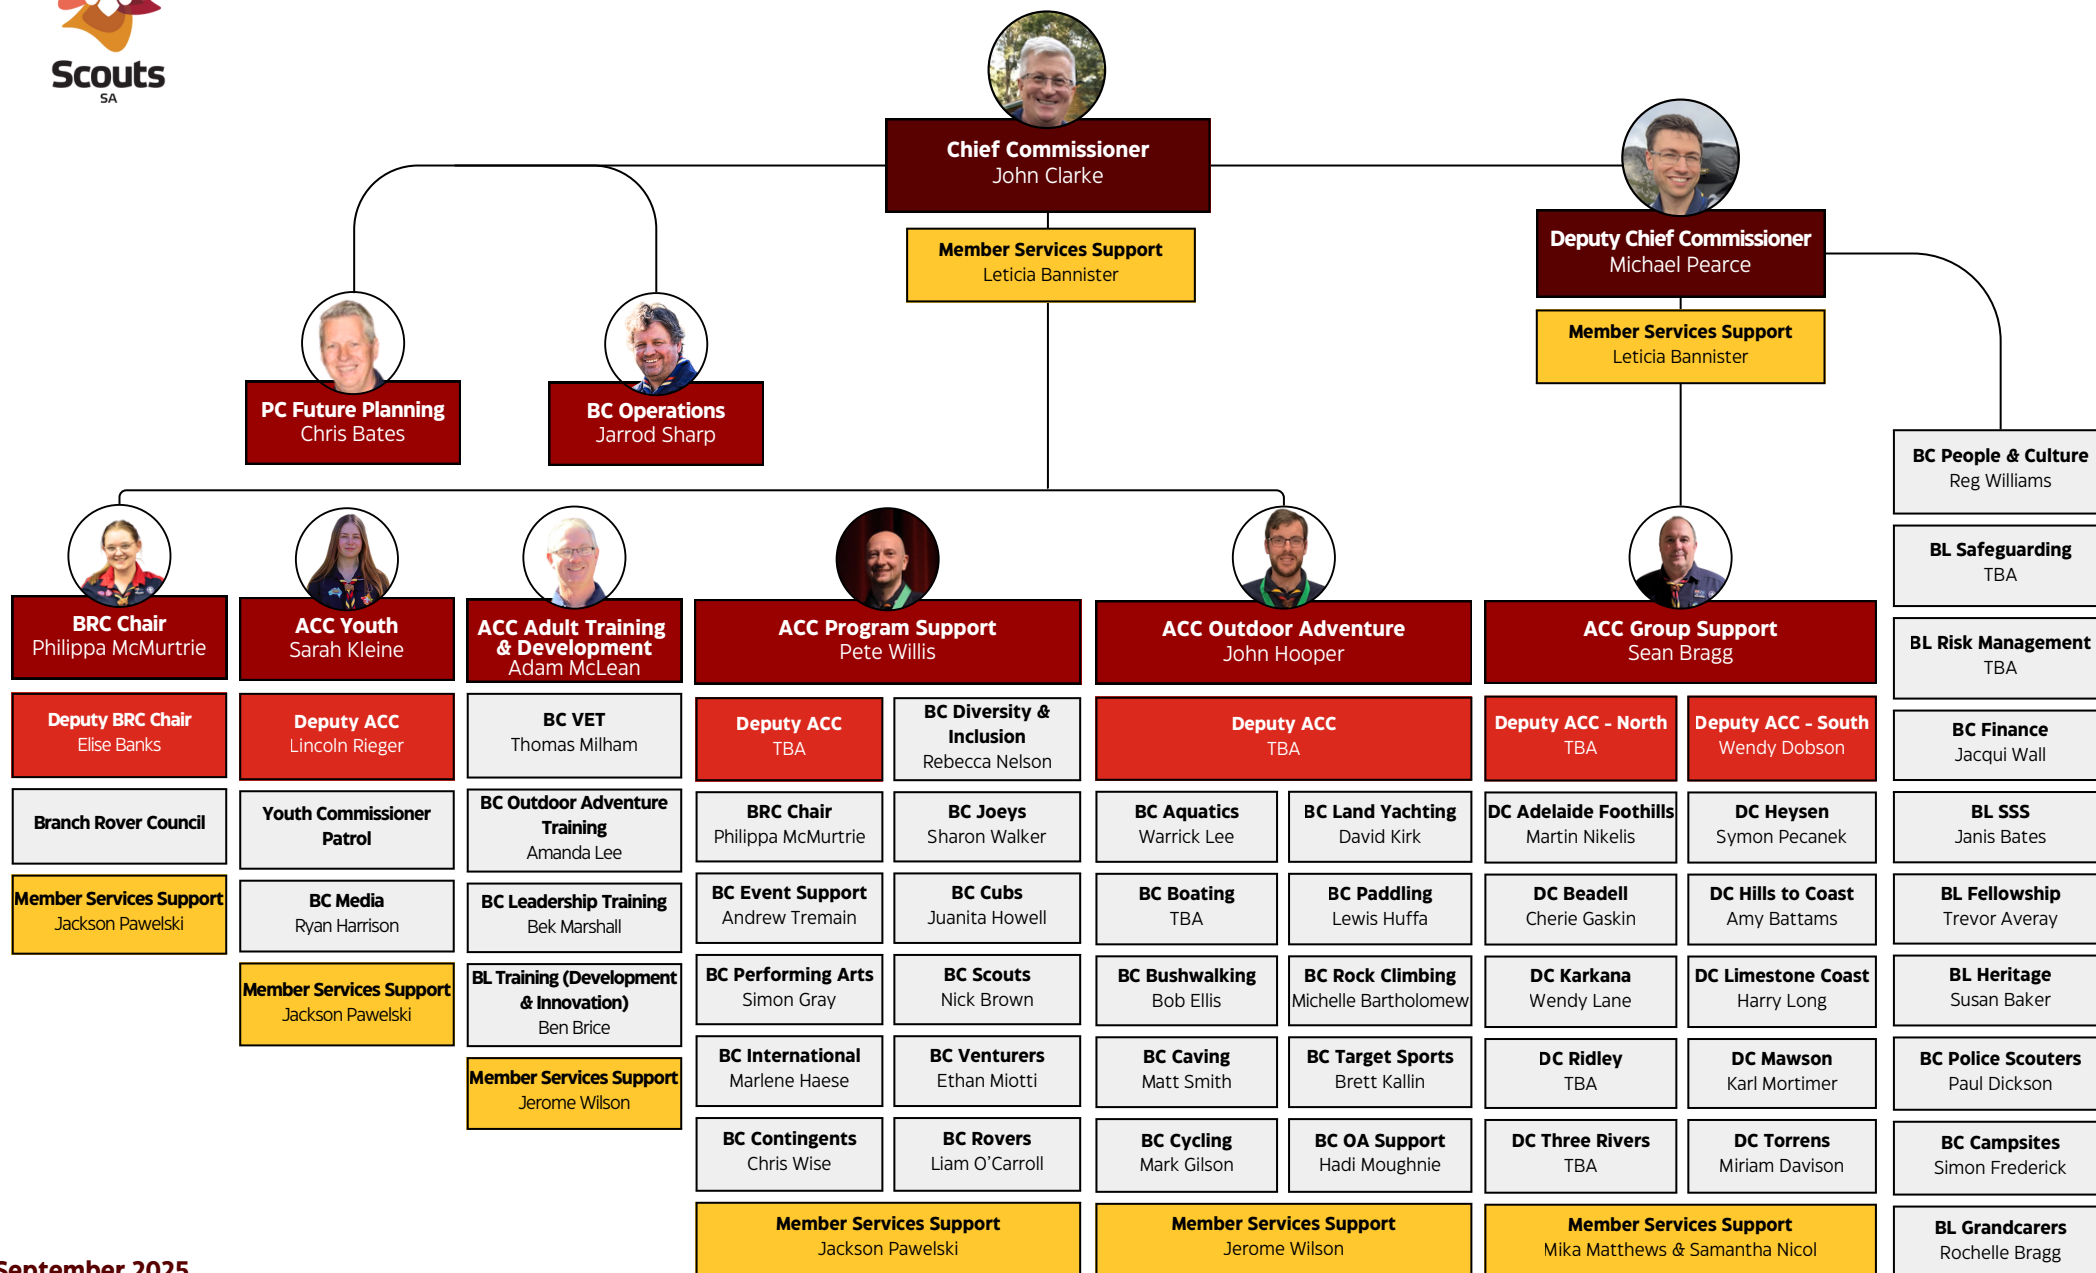 Scouts
SA
Chief Commissioner
John Clarke
Member Services Support
Leticia Bannister
Deputy Chief Commissioner
Michael Pearce
Member Services Support
Leticia Bannister
PC Future Planning
Chris Bates
BC Operations
Jarrod Sharp
BRC Chair
Philippa McMurtrie
Deputy BRC Chair
Elise Banks
Branch Rover Council
Member Services Support
Jackson Pawelski
ACC Youth
Sarah Kleine
Deputy ACC
Lincoln Rieger
Youth Commissioner
Patrol
BC Media
Ryan Harrison
Member Services Support
Jackson Pawelski
ACC Adult Training
& Development
Adam McLean
BC VET
Thomas Milham
BC Outdoor Adventure
Training
Amanda Lee
BC Leadership Training
Bek Marshall
BL Training (Development
& Innovation)
Ben Brice
Member Services Support
Jerome Wilson
ACC Program Support
Pete Willis
Deputy ACC
TBA
BC Diversity &
Inclusion
Rebecca Nelson
BRC Chair
Philippa McMurtrie
BC Joeys
Sharon Walker
BC Event Support
Andrew Tremain
BC Cubs
Juanita Howell
BC Performing Arts
Simon Gray
BC Scouts
Nick Brown
BC International
Marlene Haese
BC Venturers
Ethan Miotti
BC Contingents
Chris Wise
BC Rovers
Liam O'Carroll
Member Services Support
Jackson Pawelski
ACC Outdoor Adventure
John Hooper
Deputy ACC
TBA
BC Aquatics
Warrick Lee
BC Land Yachting
David Kirk
BC Boating
TBA
BC Paddling
Lewis Huffa
BC Bushwalking
Bob Ellis
BC Rock Climbing
Michelle Bartholomew
BC Caving
Matt Smith
BC Target Sports
Brett Kallin
BC Cycling
Mark Gilson
BC OA Support
Hadi Moughnie
Member Services Support
Jerome Wilson
ACC Group Support
Sean Bragg
Deputy ACC - North
TBA
Deputy ACC - South
Wendy Dobson
DC Adelaide Foothills
Martin Nikelis
DC Heysen
Symon Pecanek
DC Beadell
Cherie Gaskin
DC Hills to Coast
Amy Battams
DC Karkana
Wendy Lane
DC Limestone Coast
Harry Long
DC Ridley
TBA
DC Mawson
Karl Mortimer
DC Three Rivers
TBA
DC Torrens
Miriam Davison
Member Services Support
Mika Matthews & Samantha Nicol
BC People & Culture
Reg Williams
BL Safeguarding
TBA
BL Risk Management
TBA
BC Finance
Jacqui Wall
BL SSS
Janis Bates
BL Fellowship
Trevor Averay
BL Heritage
Susan Baker
BC Police Scouters
Paul Dickson
BC Campsites
Simon Frederick
BL Grandcarers
Rochelle Bragg
September 2025